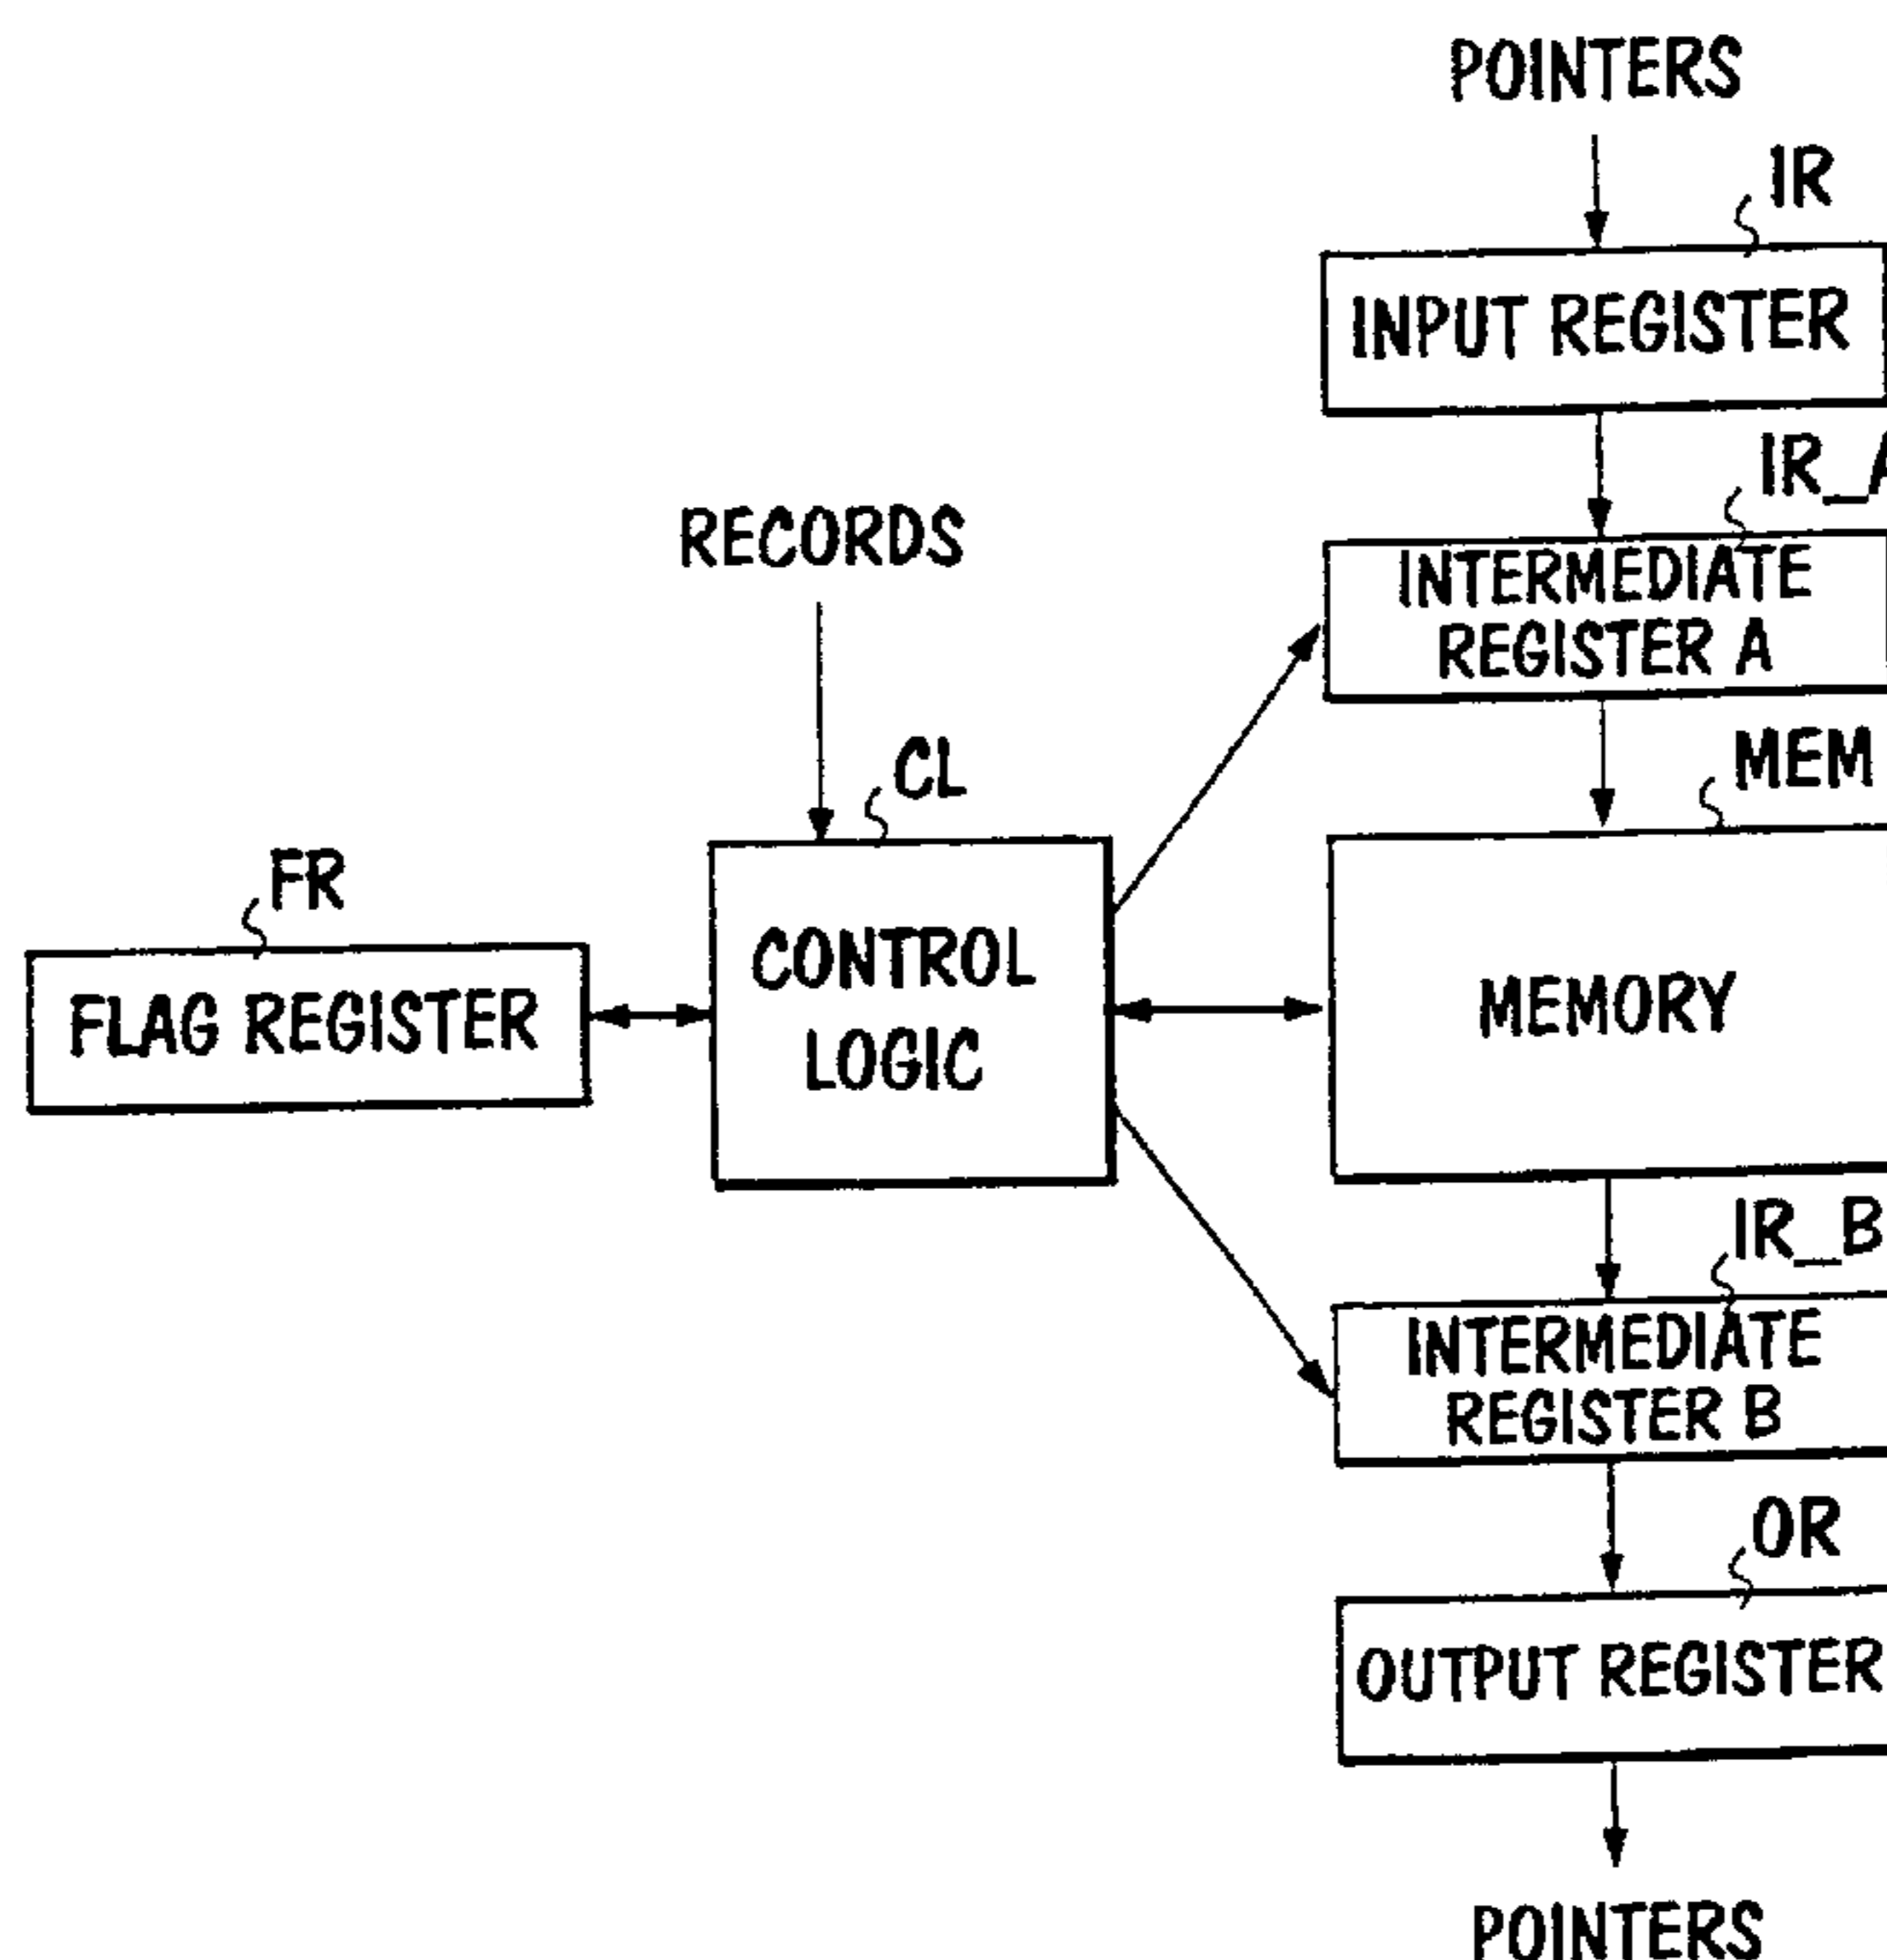 POINTERS
IR
INPUT REGISTER
IR_A
INTERMEDIATE
REGISTER A
RECORDS
MEM
CL
FR
CONTROL
LOGIC
FLAG REGISTER
MEMORY
IR_B
INTERMEDIATE
REGISTER B
OR
OUTPUT REGISTER
POINTERS